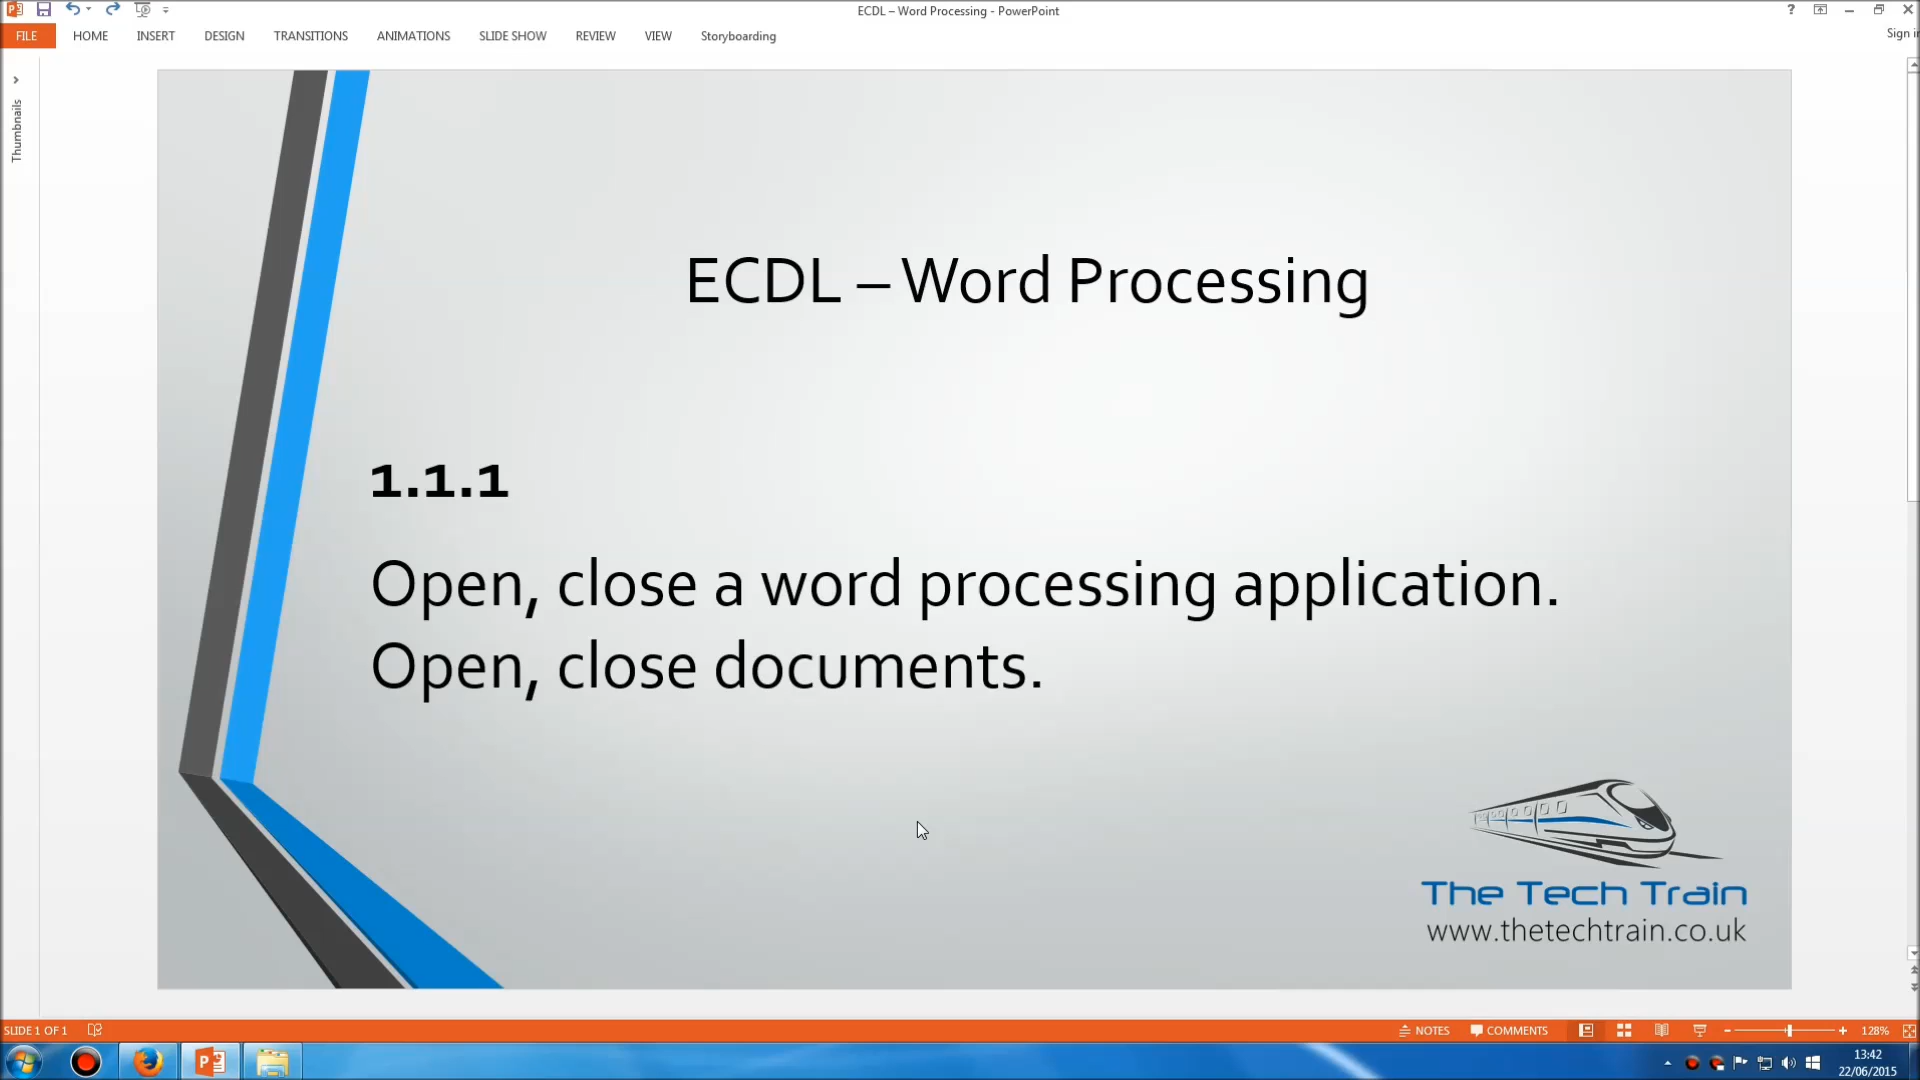 ECDL – Word Processing - PowerPoint
?
Sign in
FILE HOME INSERT DESIGN TRANSITIONS ANIMATIONS SLIDE SHOW REVIEW VIEW Storyboarding
Thumbnails
ECDL – Word Processing
1.1.1
Open, close a word processing application.
Open, close documents.
The Tech Train
www.thetechtrain.co.uk
SLIDE 1 OF 1 NOTES COMMENTS 128%
13:42
22/06/2015